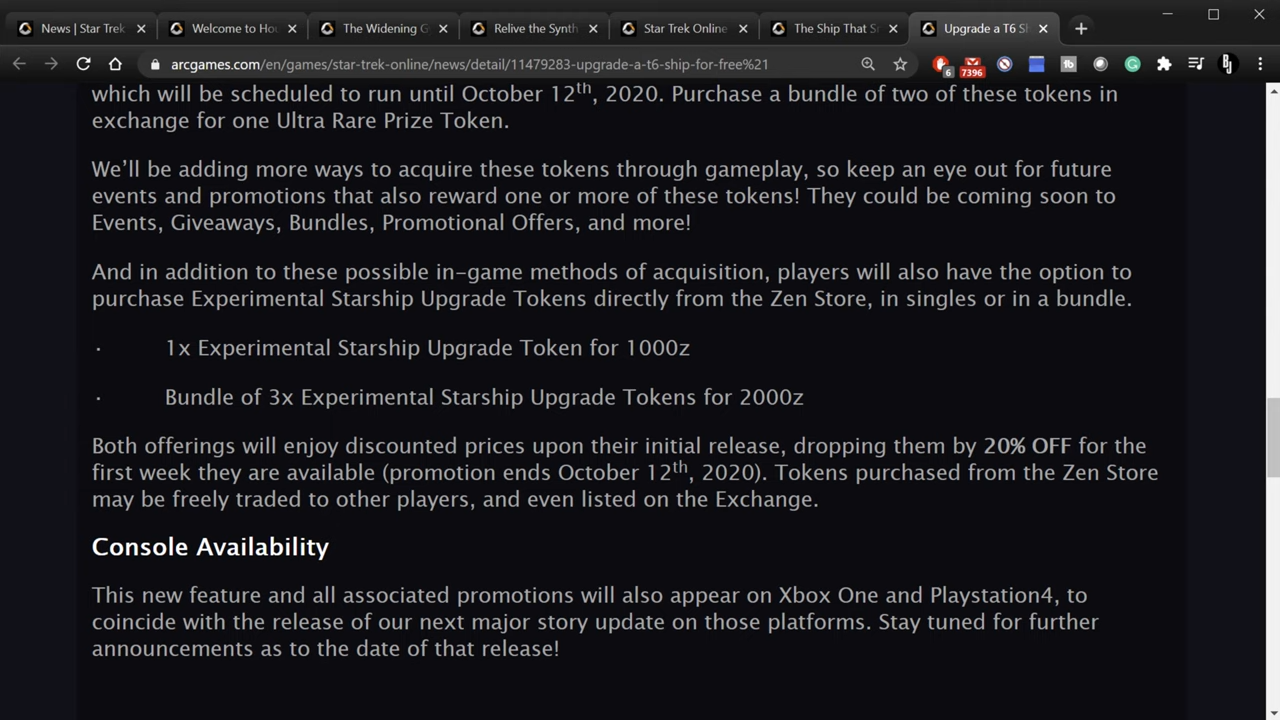 News | Star Trek
Welcome to Hou
The Widening G
Relive the Synth
Star Trek Online
The Ship That S
Upgrade a T6 Sh
arcgames.com/en/games/star-trek-online/news/detail/11479283-upgrade-a-t6-ship-for-free%21
6
7396
tb
which will be scheduled to run until October 12th, 2020. Purchase a bundle of two of these tokens in
exchange for one Ultra Rare Prize Token.
We’ll be adding more ways to acquire these tokens through gameplay, so keep an eye out for future
events and promotions that also reward one or more of these tokens! They could be coming soon to
Events, Giveaways, Bundles, Promotional Offers, and more!
And in addition to these possible in-game methods of acquisition, players will also have the option to
purchase Experimental Starship Upgrade Tokens directly from the Zen Store, in singles or in a bundle.
· 1x Experimental Starship Upgrade Token for 1000z
· Bundle of 3x Experimental Starship Upgrade Tokens for 2000z
Both offerings will enjoy discounted prices upon their initial release, dropping them by 20% OFF for the
first week they are available (promotion ends October 12th, 2020). Tokens purchased from the Zen Store
may be freely traded to other players, and even listed on the Exchange.
Console Availability
This new feature and all associated promotions will also appear on Xbox One and Playstation4, to
coincide with the release of our next major story update on those platforms. Stay tuned for further
announcements as to the date of that release!